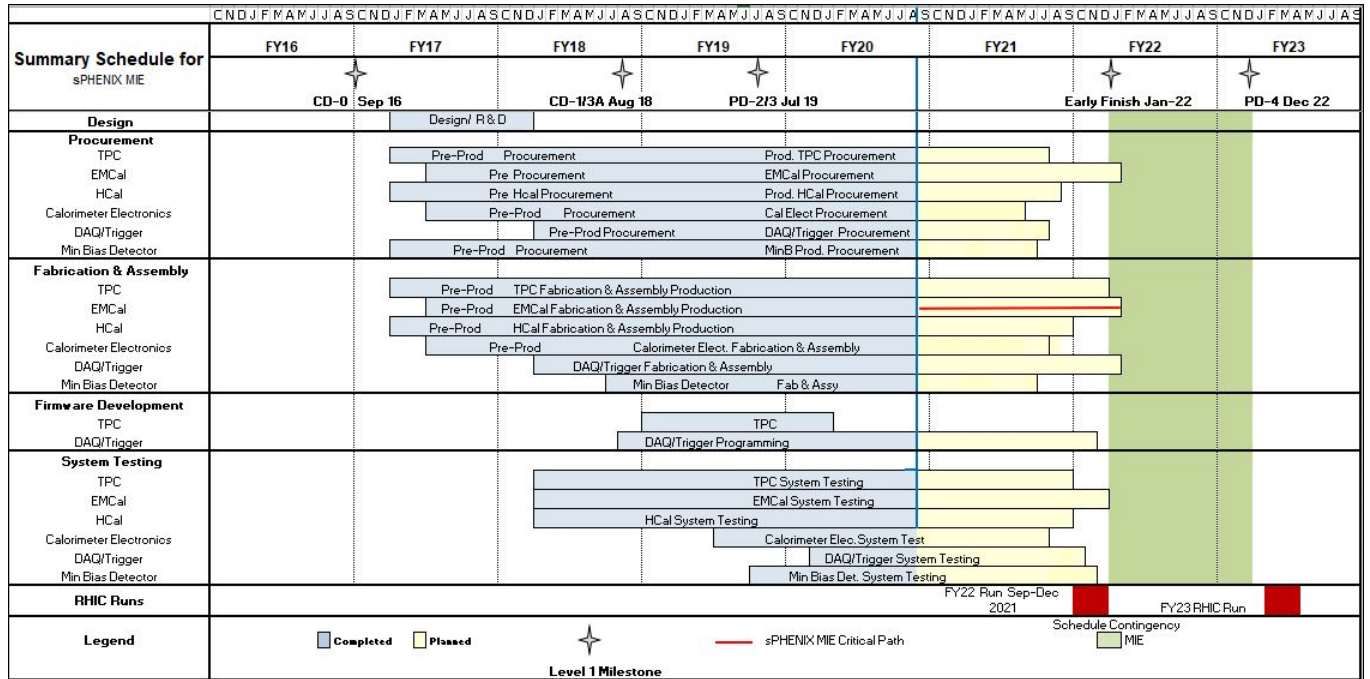 C N D J F M A M J J A S C N D J F M A M J J A S C N D J F M A M J J A S C N D J F M A M J J A S C N D J F M A M J J A S C N D J F M A M J J A S C N D J F M A M J J A S C N D J F M A M J J A S
FY16 FY17 FY18 FY19 FY20 FY21 FY22 FY23
Summary Schedule for
sPHENIX MIE
CD-0 Sep 16 CD-1/3A Aug 18 PD-2/3 Jul 19 Early Finish Jan-22 PD-4 Dec 22
Design Design/ R & D
Procurement
TPC Pre-Prod Procurement Prod. TPC Procurement
EMCal Pre Procurement EMCal Procurement
HCal Pre Hcal Procurement Prod. HCal Procurement
Calorimeter Electronics Pre-Prod Procurement Cal Elect Procurement
DAQ/Trigger Pre-Prod Procurement DAQ/Trigger Procurement
Min Bias Detector Pre-Prod Procurement MinB Prod. Procurement
Fabrication & Assembly
TPC Pre-Prod TPC Fabrication & Assembly Production
EMCal Pre-Prod EMCal Fabrication & Assembly Production
HCal Pre-Prod HCal Fabrication & Assembly Production
Calorimeter Electronics Pre-Prod Calorimeter Elect. Fabrication & Assembly
DAQ/Trigger DAQ/Trigger Fabrication & Assembly
Min Bias Detector Min Bias Detector Fab & Assy
Firmware Development
TPC TPC
DAQ/Trigger DAQ/Trigger Programming
System Testing
TPC TPC System Testing
EMCal EMCal System Testing
HCal HCal System Testing
Calorimeter Electronics Calorimeter Elec. System Test
DAQ/Trigger DAQ/Trigger System Testing
Min Bias Detector Min Bias Det. System Testing
RHIC Runs FY22 Run Sep-Dec
2021 FY23 RHIC Run
Schedule Contingency
Legend Completed Planned sPHENIX MIE Critical Path MIE
Level 1 Milestone